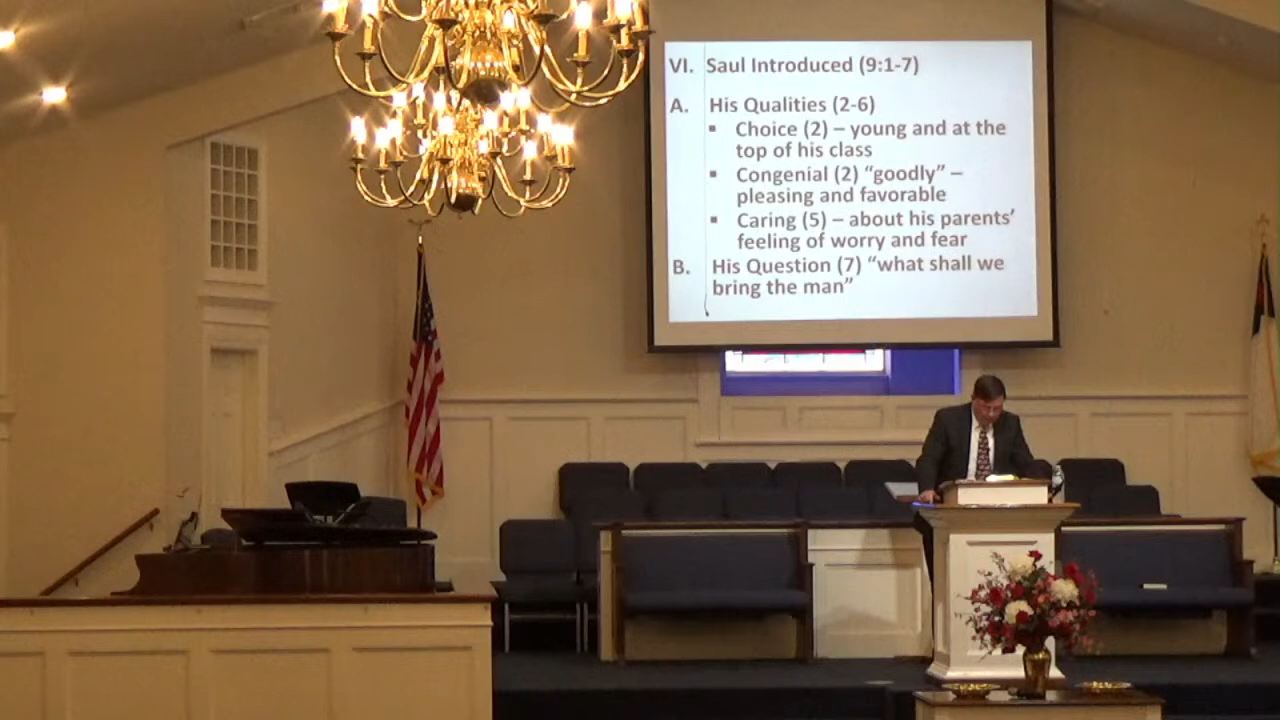 VI. Saul Introduced (9:1-7)
A. His Qualities (2-6)
▪ Choice (2) – young and at the
top of his class
▪ Congenial (2) “goodly” –
pleasing and favorable
▪ Caring (5) – about his parents’
feeling of worry and fear
B. His Question (7) “what shall we
bring the man”